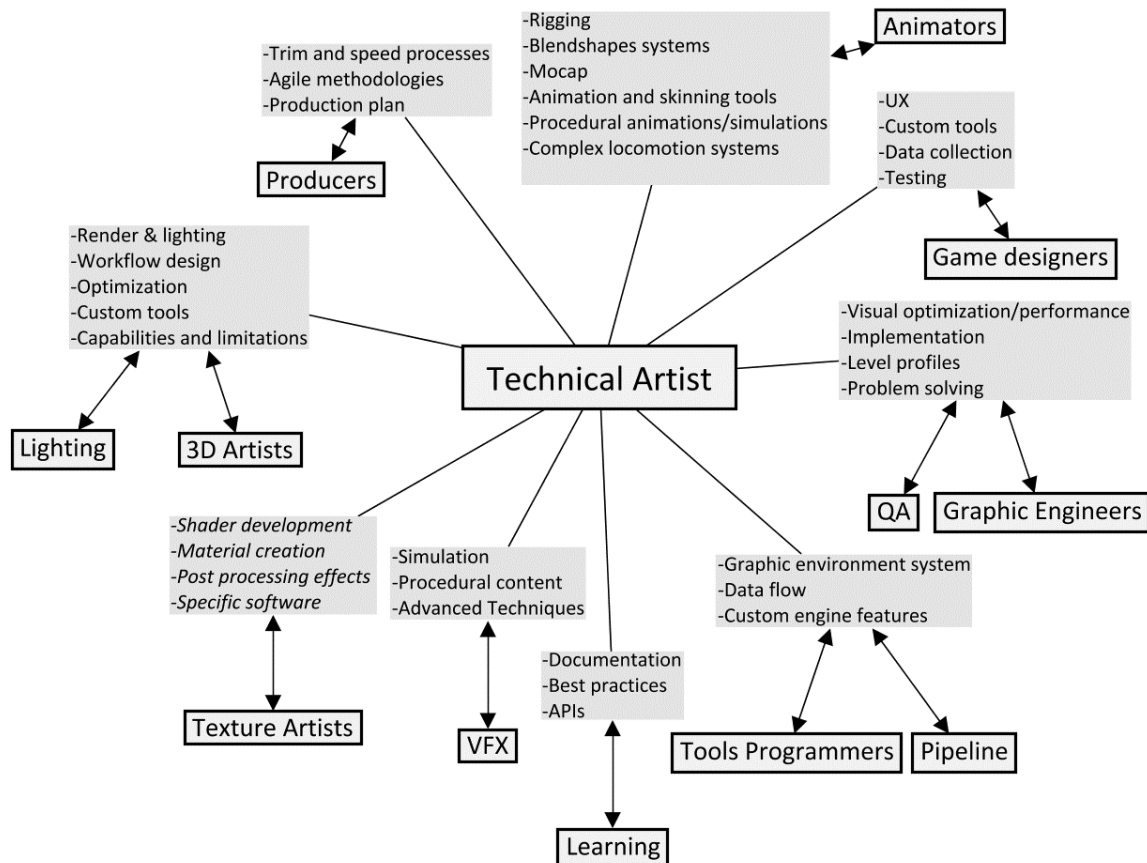 -Rigging
-Blendshapes systems
-Mocap
-Animation and skinning tools
-Procedural animations/simulations
-Complex locomotion systems
Animators
-Trim and speed processes
-Agile methodologies
-Production plan
Producers
-UX
-Custom tools
-Data collection
-Testing
Game designers
-Render & lighting
-Workflow design
-Optimization
-Custom tools
-Capabilities and limitations
Lighting
3D Artists
Technical Artist
-Visual optimization/performance
-Implementation
-Level profiles
-Problem solving
QA
Graphic Engineers
-Shader development
-Material creation
-Post processing effects
-Specific software
Texture Artists
-Simulation
-Procedural content
-Advanced Techniques
VFX
-Documentation
-Best practices
-APIs
Learning
-Graphic environment system
-Data flow
-Custom engine features
Tools Programmers
Pipeline